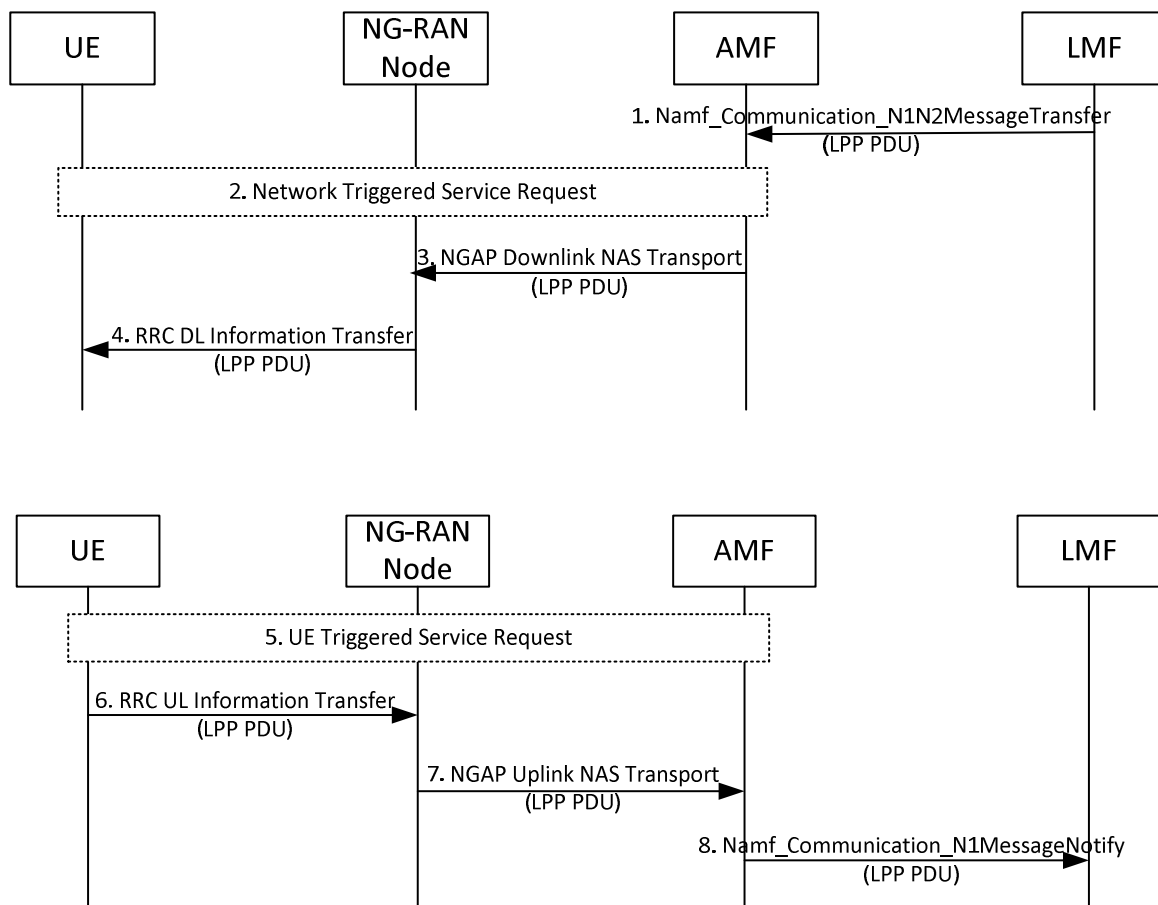 UE
NG-RAN
Node
AMF
LMF
1. Namf_Communication_N1N2MessageTransfer
(LPP PDU)
2. Network Triggered Service Request
3. NGAP Downlink NAS Transport
(LPP PDU)
4. RRC DL Information Transfer
(LPP PDU)
UE
NG-RAN
Node
AMF
LMF
5. UE Triggered Service Request
6. RRC UL Information Transfer
(LPP PDU)
7. NGAP Uplink NAS Transport
(LPP PDU)
8. Namf_Communication_N1MessageNotify
(LPP PDU)